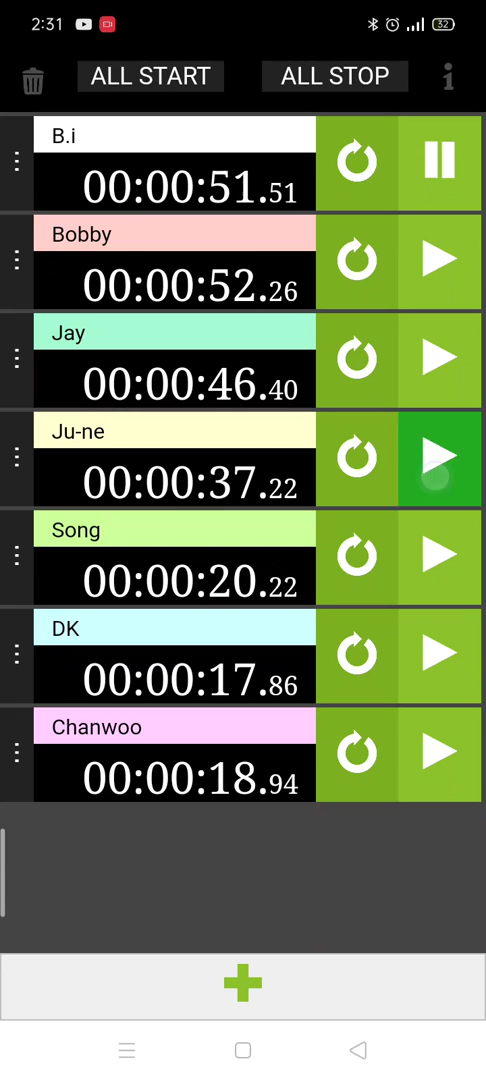 2:31 32
ALL START ALL STOP
B.i
00:00:51.51
Bobby
00:00:52.26
Jay
00:00:46.40
Ju-ne
00:00:37.22
Song
00:00:20.22
DK
00:00:17.86
Chanwoo
00:00:18.94